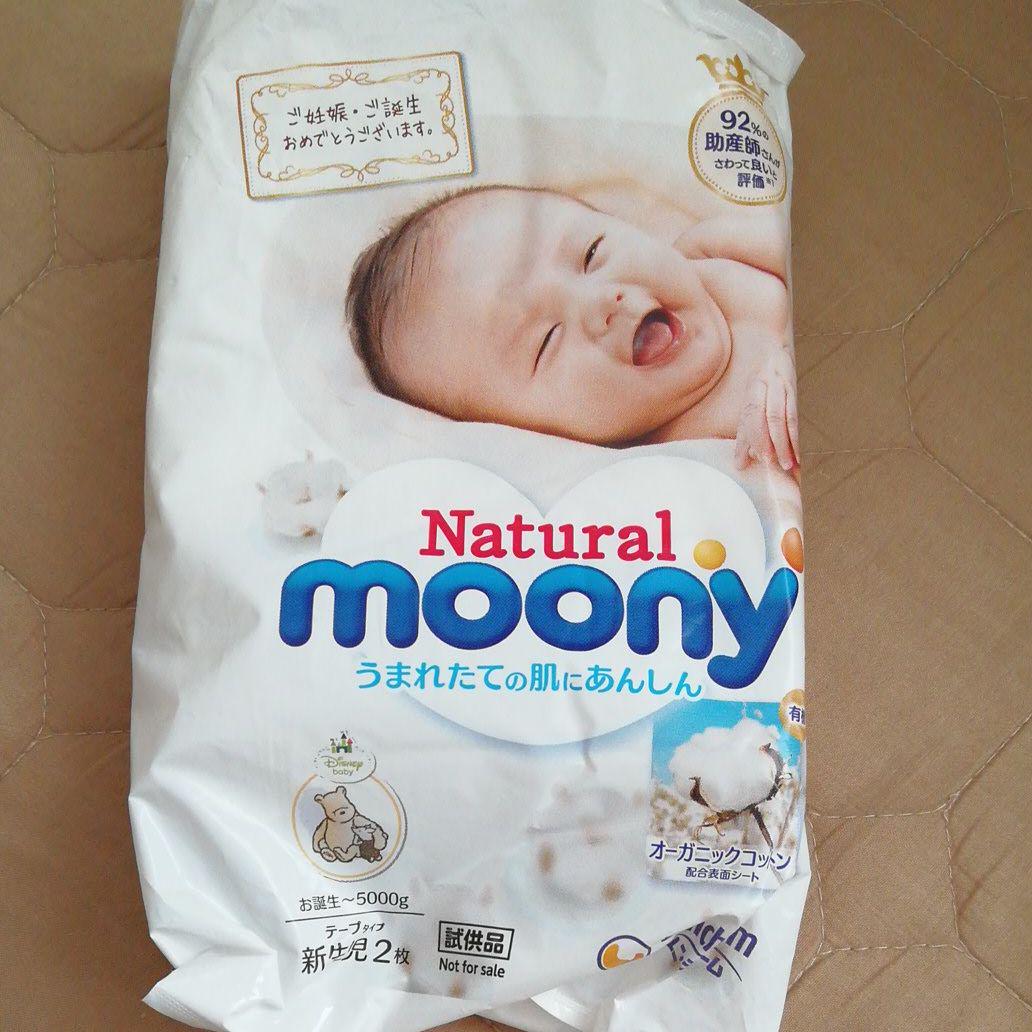 ご妊娠・ご誕生
おめでとうございます。
92%の
助産師さんが
さわって良いと
評価※1
Natural
moony
うまれたての肌にあんしん
有機
Disney
baby
オーガニックコットン
配合表面シート
お誕生～5000g
テープタイプ
新生児2枚
試供品
Not for sale